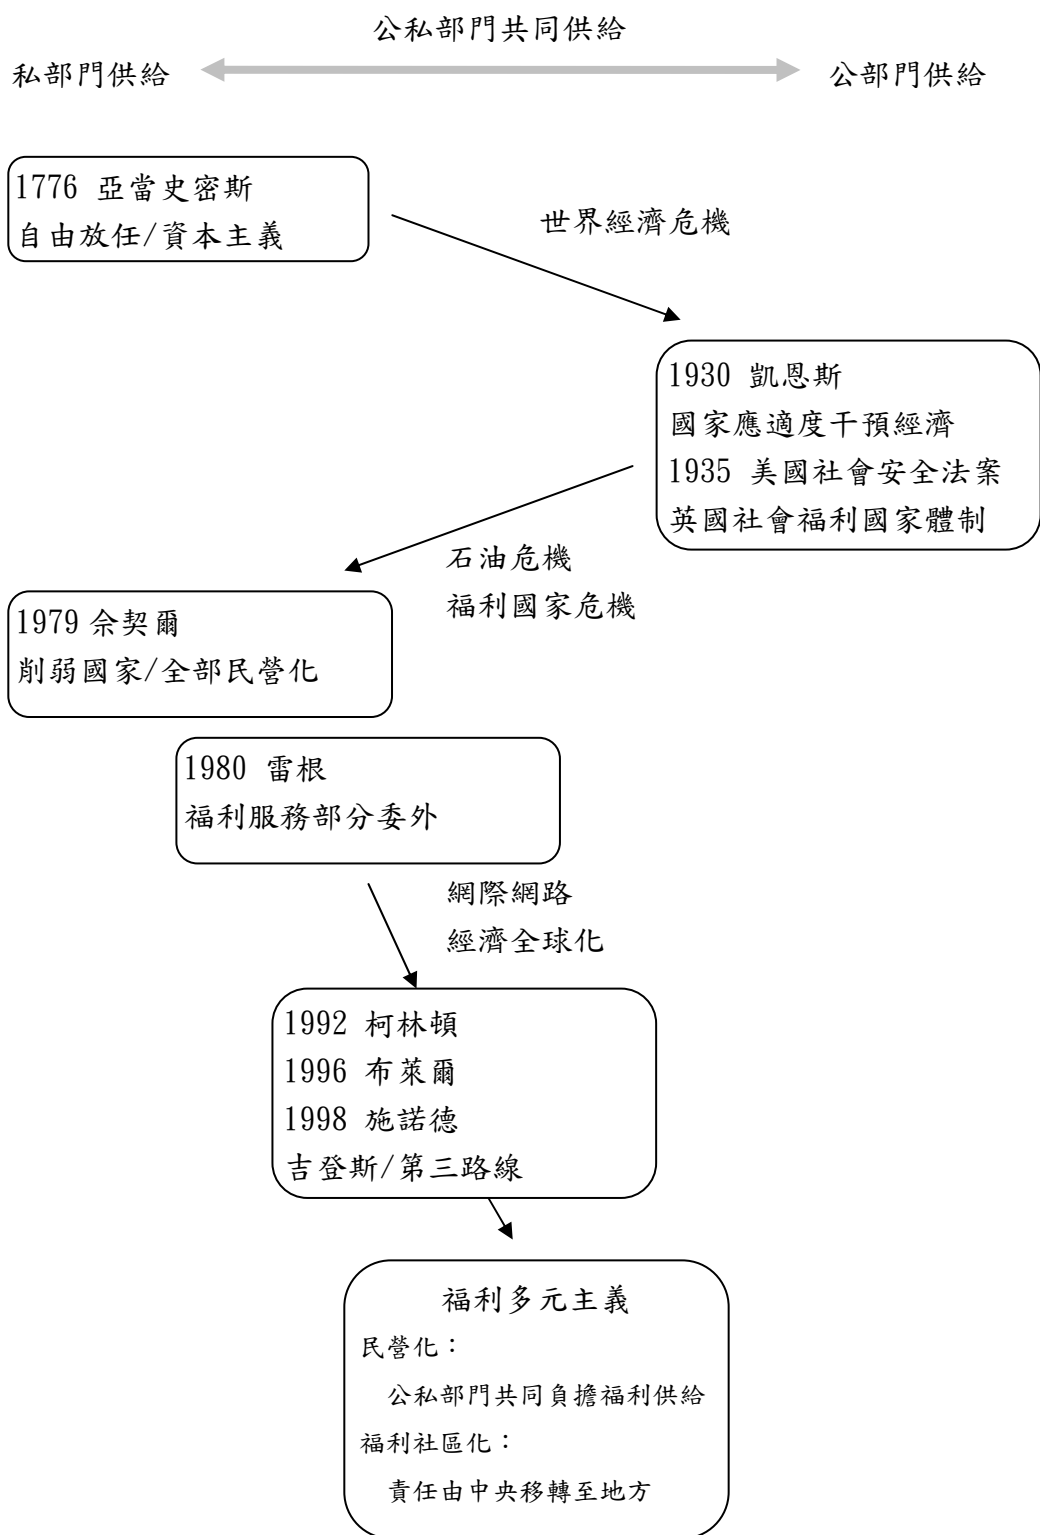 公私部門共同供給
私部門供給
公部門供給
1776 亞當史密斯
自由放任/資本主義
世界經濟危機
1930 凱恩斯
國家應適度干預經濟
1935 美國社會安全法案
英國社會福利國家體制
石油危機
福利國家危機
1979 佘契爾
削弱國家/全部民營化
1980 雷根
福利服務部分委外
網際網路
經濟全球化
1992 柯林頓
1996 布萊爾
1998 施諾德
吉登斯/第三路線
福利多元主義
民營化：
公私部門共同負擔福利供給
福利社區化：
責任由中央移轉至地方